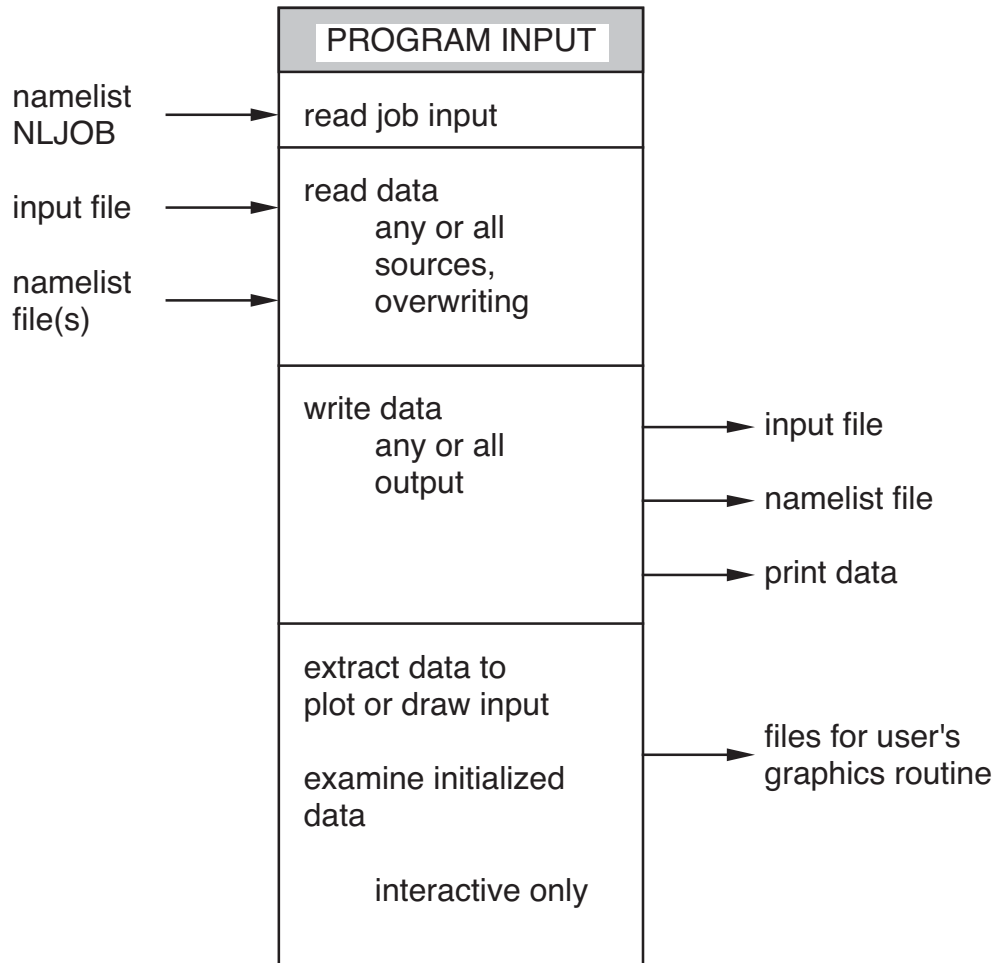 PROGRAM INPUT
namelist
NLJOB
read job input
input file
namelist
file(s)
read data
any or all
sources,
overwriting
write data
any or all
output
input file
namelist file
print data
extract data to
plot or draw input
examine initialized
data
interactive only
files for user's
graphics routine